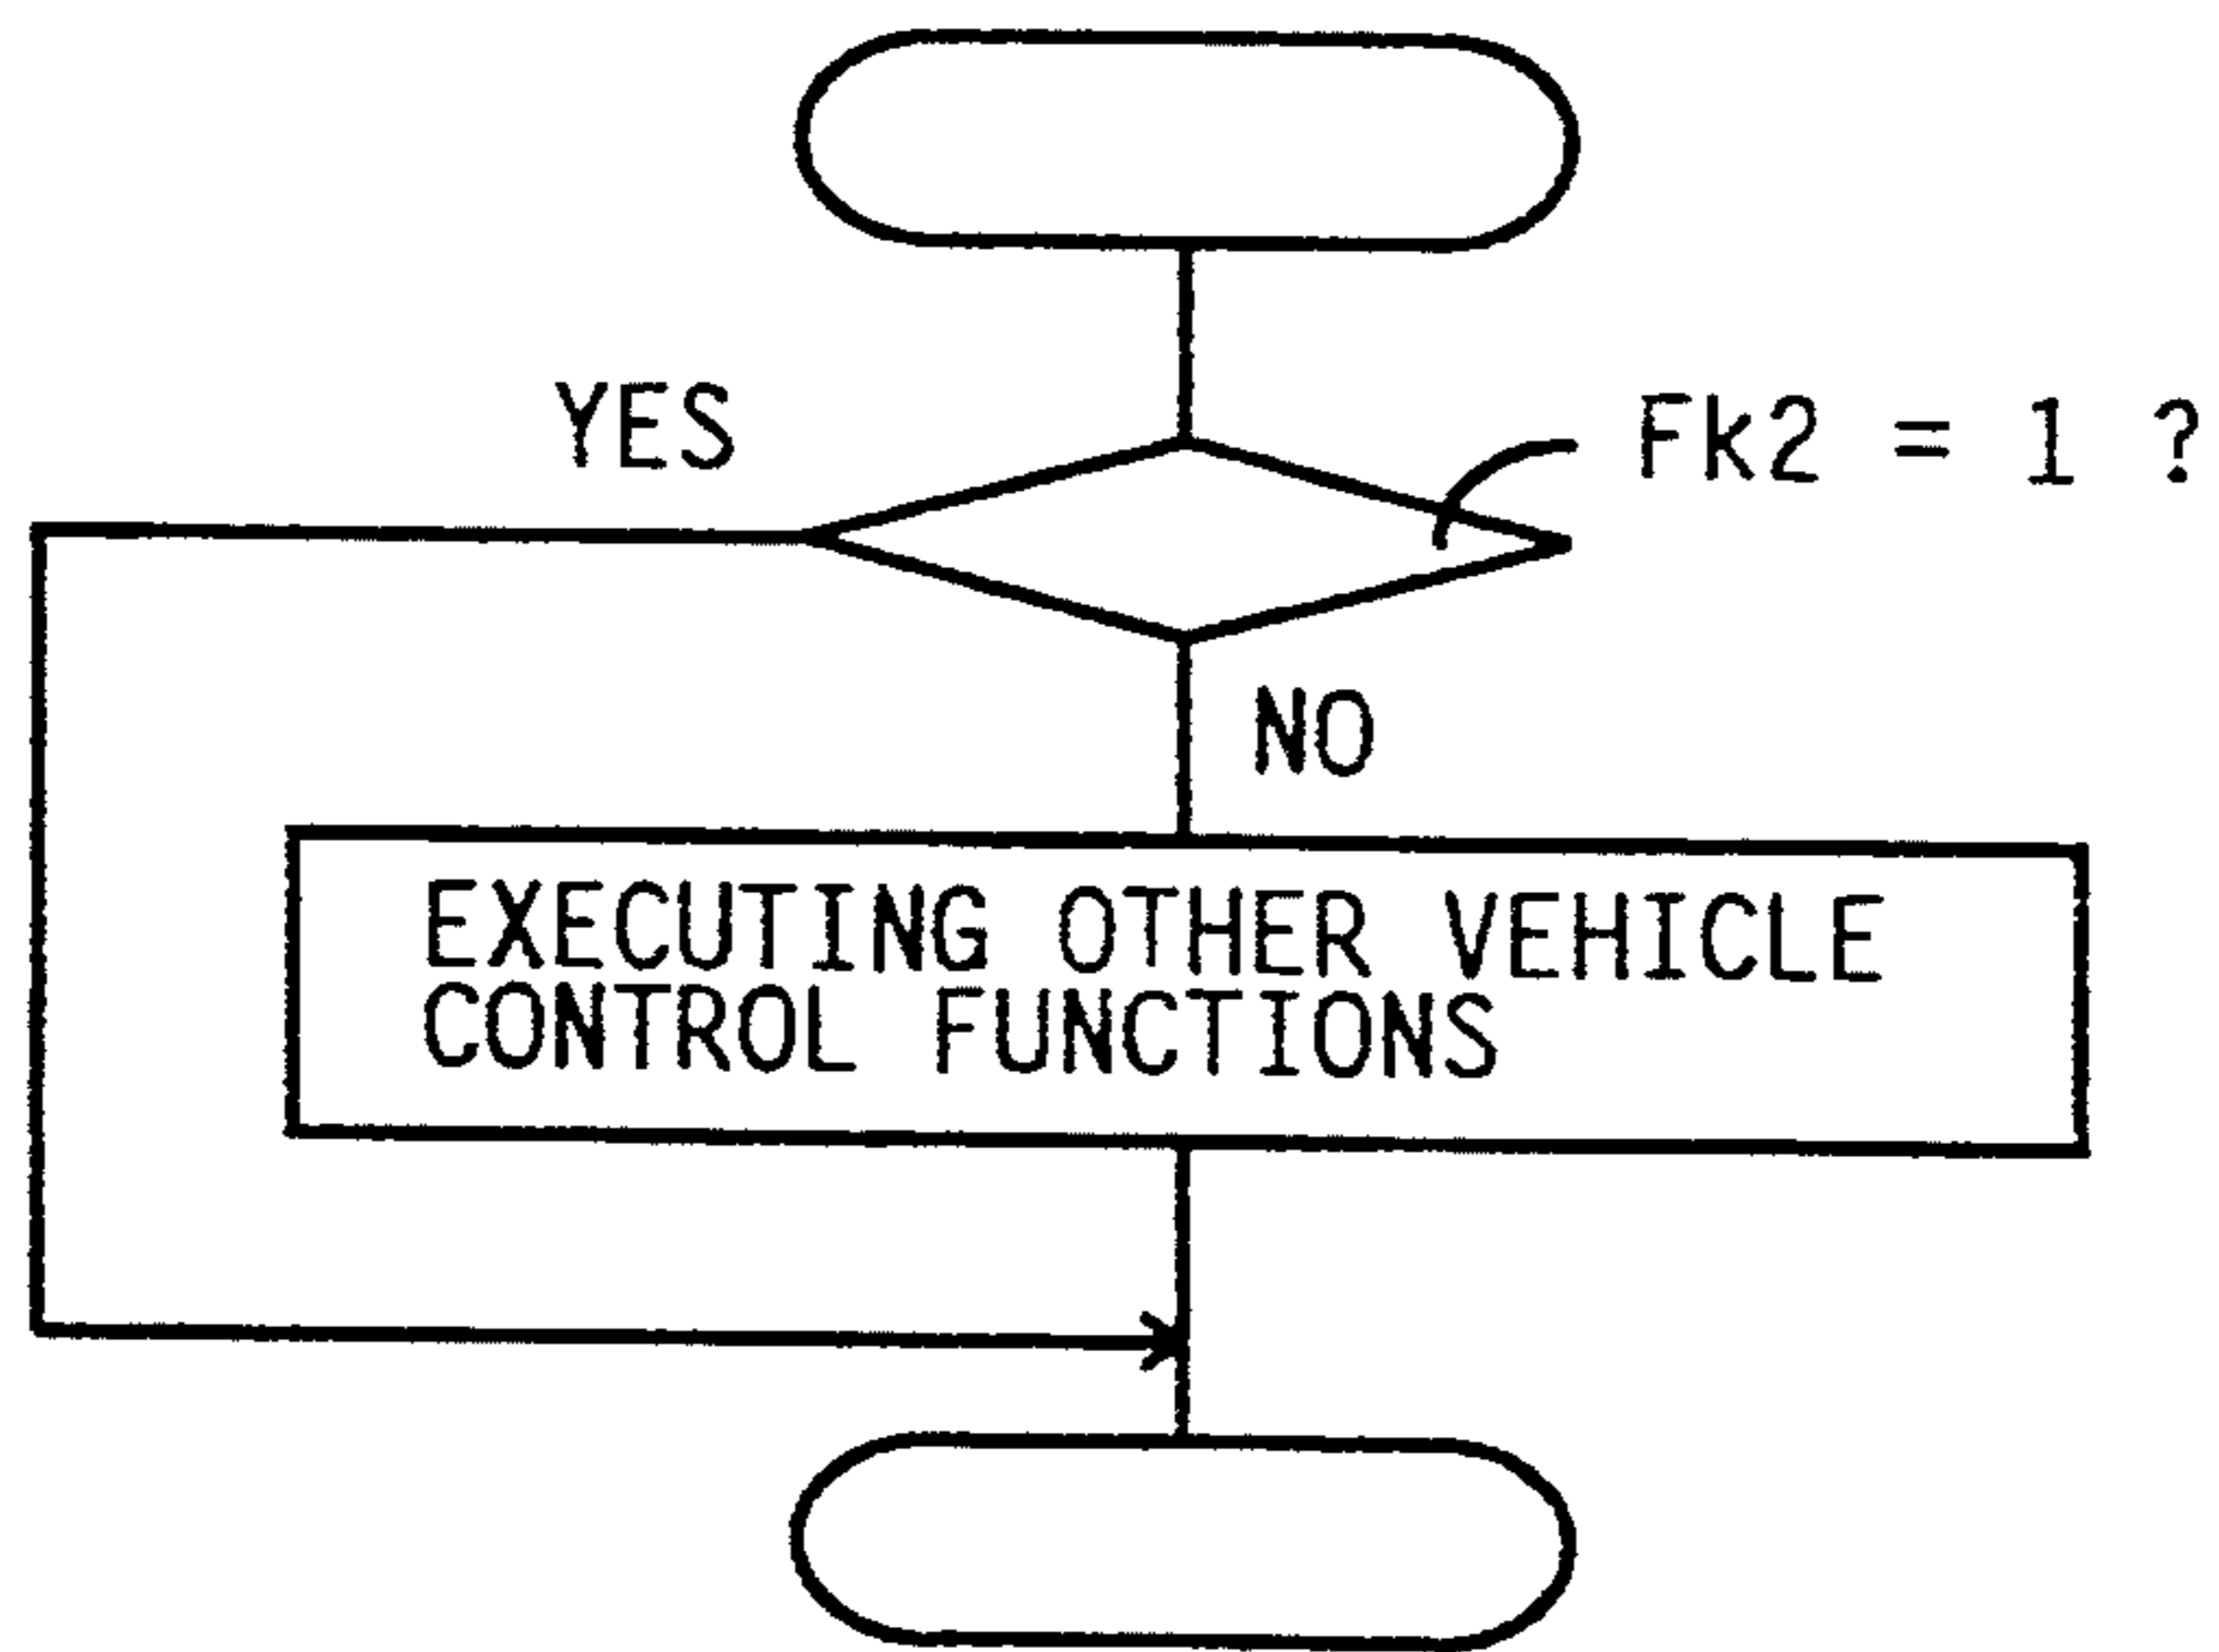 YES
Fk2 = 1 ?
NO
EXECUTING OTHER VEHICLE
CONTROL FUNCTIONS